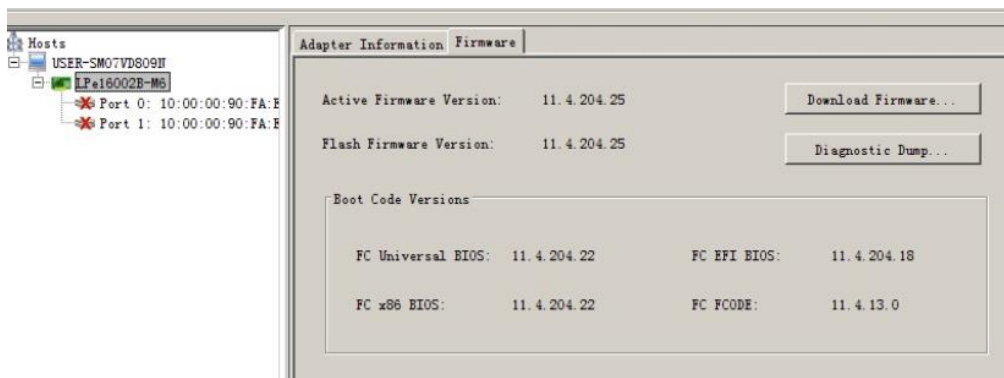 Hosts
USER-SM07VD809N
LPe16002B-M6
Port 0: 10:00:00:90:FA:E
Port 1: 10:00:00:90:FA:E
Adapter Information Firmware
Active Firmware Version: 11.4.204.25 Download Firmware...
Flash Firmware Version: 11.4.204.25 Diagnostic Dump...
Boot Code Versions
FC Universal BIOS: 11.4.204.22 FC EFI BIOS: 11.4.204.18
FC x86 BIOS: 11.4.204.22 FC FCODE: 11.4.13.0